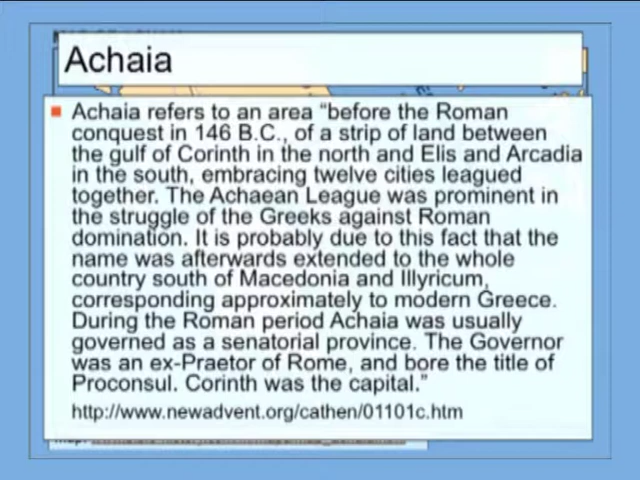 Achaia
Achaia refers to an area “before the Roman
conquest in 146 B.C., of a strip of land between
the gulf of Corinth in the north and Elis and Arcadia
in the south, embracing twelve cities leagued
together. The Achaean League was prominent in
the struggle of the Greeks against Roman
domination. It is probably due to this fact that the
name was afterwards extended to the whole
country south of Macedonia and Illyricum,
corresponding approximately to modern Greece.
During the Roman period Achaia was usually
governed as a senatorial province. The Governor
was an ex-Praetor of Rome, and bore the title of
Proconsul. Corinth was the capital.”
http://www.newadvent.org/cathen/01101c.htm